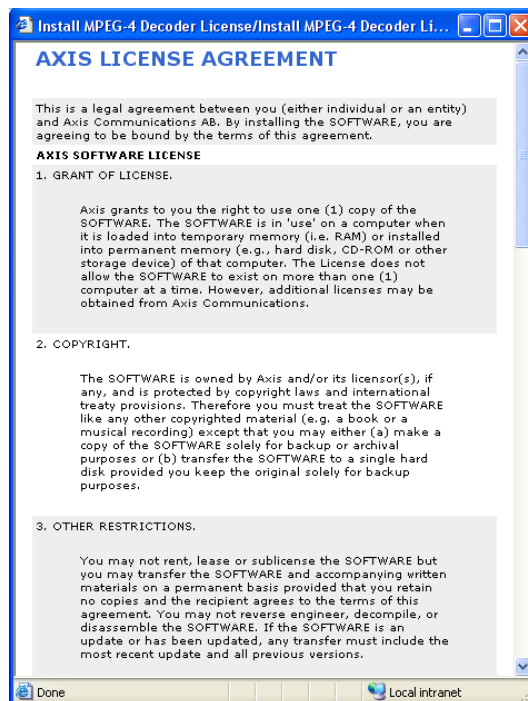 Install MPEG-4 Decoder License/Install MPEG-4 Decoder Li...
AXIS LICENSE AGREEMENT
This is a legal agreement between you (either individual or an entity)
and Axis Communications AB. By installing the SOFTWARE, you are
agreeing to be bound by the terms of this agreement.
AXIS SOFTWARE LICENSE
1. GRANT OF LICENSE.
Axis grants to you the right to use one (1) copy of the
SOFTWARE. The SOFTWARE is in 'use' on a computer when
it is loaded into temporary memory (i.e. RAM) or installed
into permanent memory (e.g., hard disk, CD-ROM or other
storage device) of that computer. The License does not
allow the SOFTWARE to exist on more than one (1)
computer at a time. However, additional licenses may be
obtained from Axis Communications.
2. COPYRIGHT.
The SOFTWARE is owned by Axis and/or its licensor(s), if
any, and is protected by copyright laws and international
treaty provisions. Therefore you must treat the SOFTWARE
like any other copyrighted material (e.g. a book or a
musical recording) except that you may either (a) make a
copy of the SOFTWARE solely for backup or archival
purposes or (b) transfer the SOFTWARE to a single hard
disk provided you keep the original solely for backup
purposes.
3. OTHER RESTRICTIONS.
You may not rent, lease or sublicense the SOFTWARE but
you may transfer the SOFTWARE and accompanying written
materials on a permanent basis provided that you retain
no copies and the recipient agrees to the terms of this
agreement. You may not reverse engineer, decompile, or
disassemble the SOFTWARE. If the SOFTWARE is an
update or has been updated, any transfer must include the
most recent update and all previous versions.
Done
Local intranet